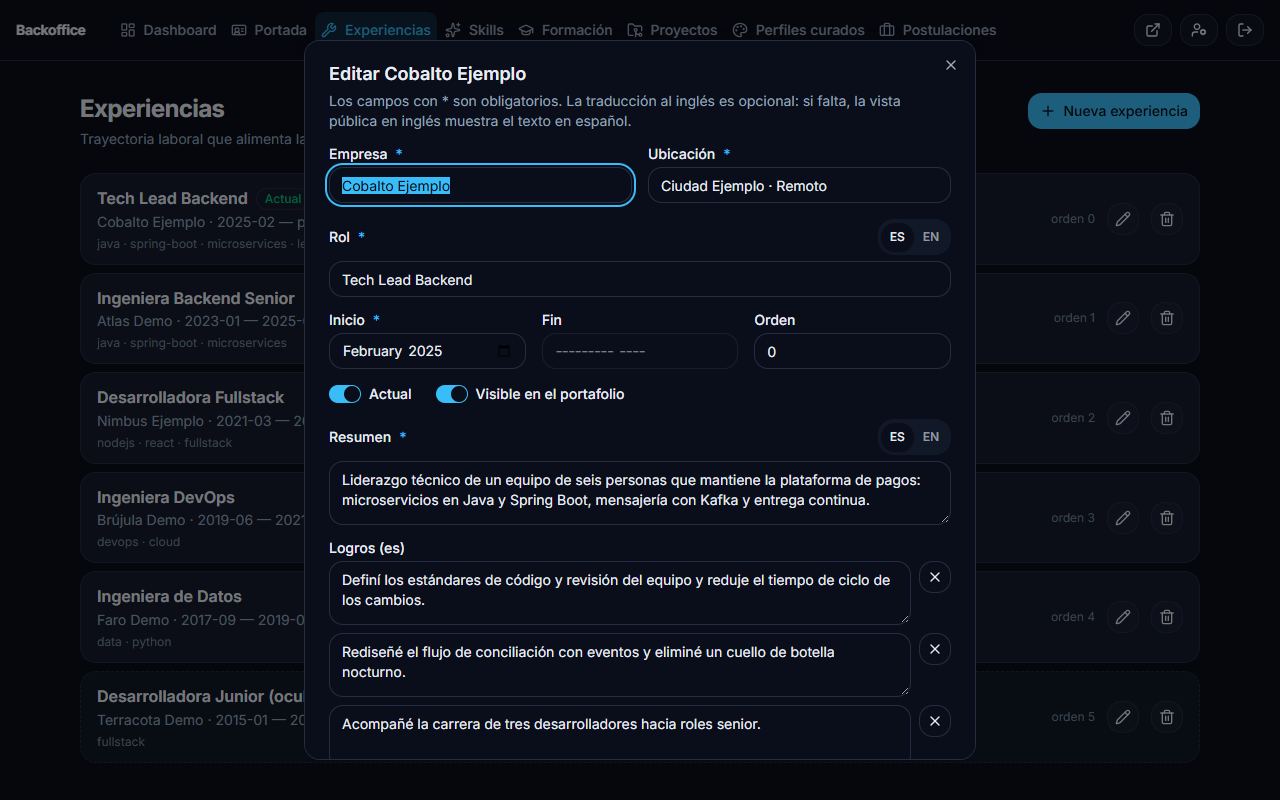 Backoffice
Dashboard
Portada
Experiencias
Skills
Formación
Proyectos
Perfiles curados
Postulaciones
Experiencias
Trayectoria laboral que alimenta la
Nueva experiencia
Tech Lead Backend Actual
Cobalto Ejemplo · 2025-02 —
java · spring-boot · microservices ·
orden 0
Ingeniera Backend Senior
Atlas Demo · 2023-01 — 2025-
java · spring-boot · microservices
orden 1
Desarrolladora Fullstack
Nimbus Ejemplo · 2021-03 — 20
nodejs · react · fullstack
orden 2
Ingeniera DevOps
Brújula Demo · 2019-06 — 202
devops · cloud
orden 3
Ingeniera de Datos
Faro Demo · 2017-09 — 2019-0
data · python
orden 4
Desarrolladora Junior (ocu
Terracota Demo · 2015-01 — 20
fullstack
orden 5
Editar Cobalto Ejemplo
Los campos con * son obligatorios. La traducción al inglés es opcional: si falta, la vista
pública en inglés muestra el texto en español.
Empresa *
Ubicación *
Cobalto Ejemplo
Ciudad Ejemplo · Remoto
Rol *
ES EN
Tech Lead Backend
Inicio *
Fin
Orden
February 2025
--------- ----
0
Actual
Visible en el portafolio
Resumen *
ES EN
Liderazgo técnico de un equipo de seis personas que mantiene la plataforma de pagos:
microservicios en Java y Spring Boot, mensajería con Kafka y entrega continua.
Logros (es)
Definí los estándares de código y revisión del equipo y reduje el tiempo de ciclo de
los cambios.
Rediseñé el flujo de conciliación con eventos y eliminé un cuello de botella
nocturno.
Acompañé la carrera de tres desarrolladores hacia roles senior.